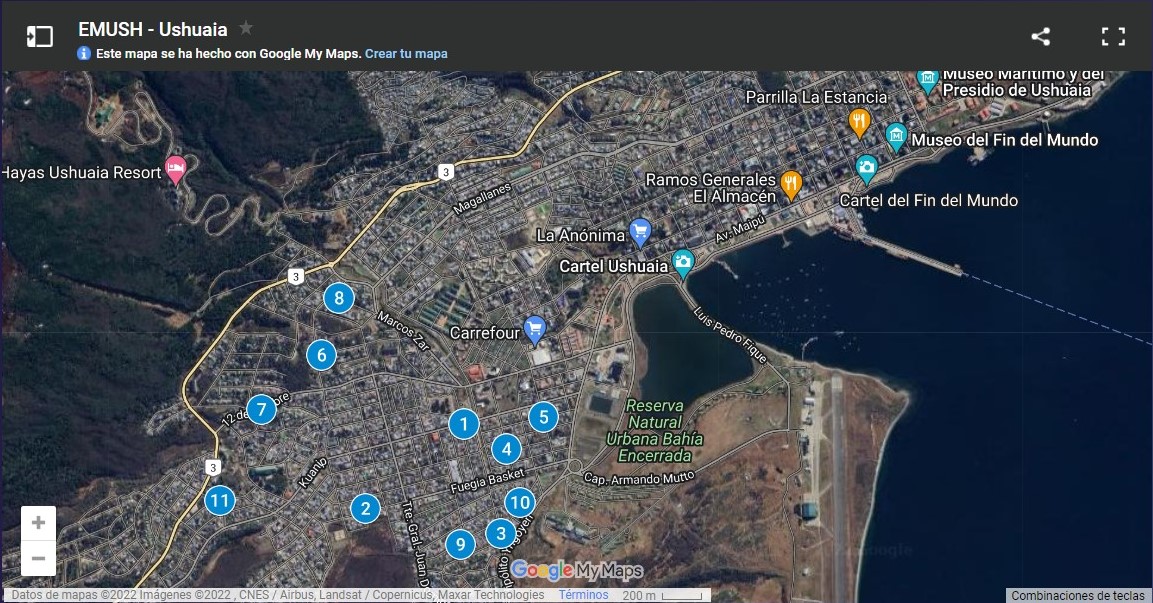 EMUSH - Ushuaia
Este mapa se ha hecho con Google My Maps. Crear tu mapa
Museo Marítimo y del
Presidio de Ushuaia
Parrilla La Estancia
Museo del Fin del Mundo
Hayas Ushuaia Resort
3
Magallanes
Ramos Generales
El Almacén
Cartel del Fin del Mundo
Av. Maipú
La Anónima
Cartel Ushuaia
3
8
Marcos Zar
Carrefour
Luis Pedro Fique
6
7
12 de
1
5
Reserva
Natural
Urbana Bahía
Encerrada
4
3
Kuanip
Fuegia Basket
Cap. Armando Mutto
11
2
10
Tte. Gral. Juan D
3
9
Google My Maps
+
−
Datos de mapas ©2022 Imágenes ©2022 , CNES / Airbus, Landsat / Copernicus, Maxar Technologies
Términos
200 m
Combinaciones de teclas